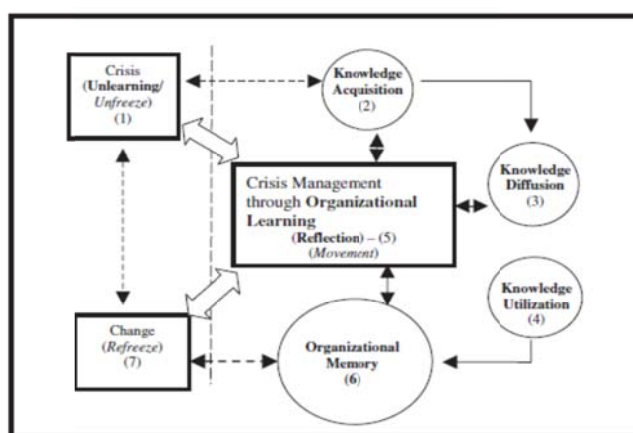 Crisis
(Unlearning/
Unfreeze)
(1)
Knowledge
Acquisition
(2)
Knowledge
Diffusion
(3)
Crisis Management
through Organizational
Learning
(Reflection) – (5)
(Movement)
Knowledge
Utilization
(4)
Change
(Refreeze)
(7)
Organizational
Memory
(6)